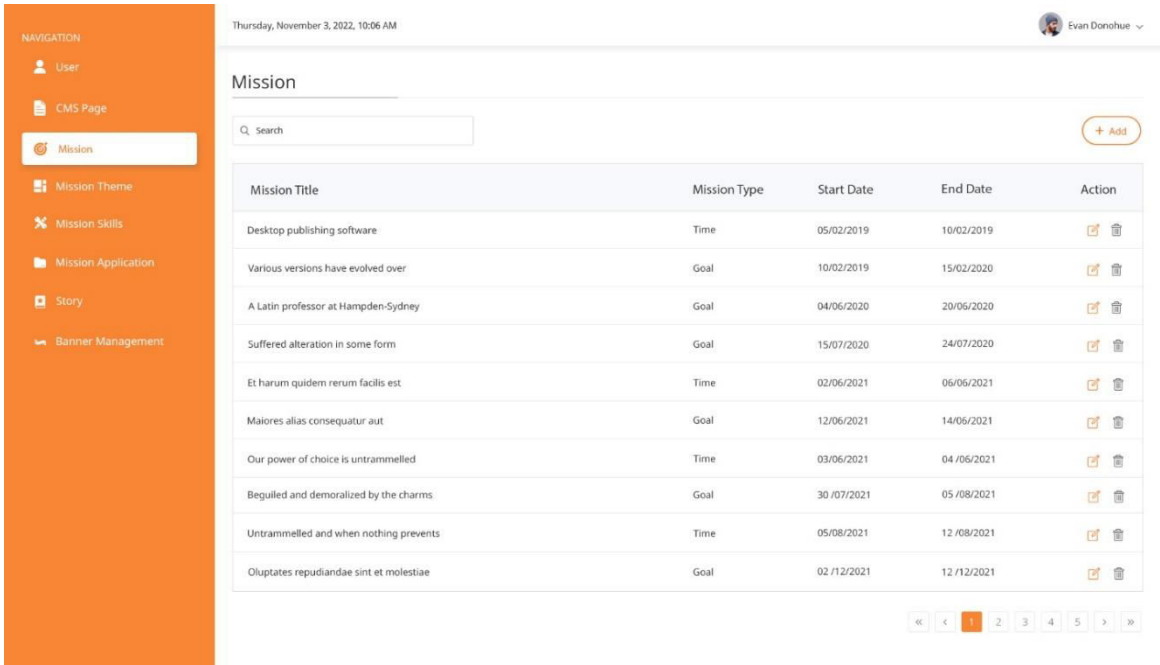 NAVIGATION
User
CMS Page
Mission
Mission Theme
Mission Skills
Mission Application
Story
Banner Management
Thursday, November 3, 2022, 10:06 AM
Evan Donohue
Mission
Search
+ Add
Mission Title Mission Type Start Date End Date Action
Desktop publishing software Time 05/02/2019 10/02/2019
Various versions have evolved over Goal 10/02/2019 15/02/2020
A Latin professor at Hampden-Sydney Goal 04/06/2020 20/06/2020
Suffered alteration in some form Goal 15/07/2020 24/07/2020
Et harum quidem rerum facilis est Time 02/06/2021 06/06/2021
Maiores alias consequatur aut Goal 12/06/2021 14/06/2021
Our power of choice is untrammelled Time 03/06/2021 04 /06/2021
Beguiled and demoralized by the charms Goal 30 /07/2021 05 /08/2021
Untrammelled and when nothing prevents Time 05/08/2021 12 /08/2021
Oluptates repudiandae sint et molestiae Goal 02 /12/2021 12 /12/2021
« < 1 2 3 4 5 > »